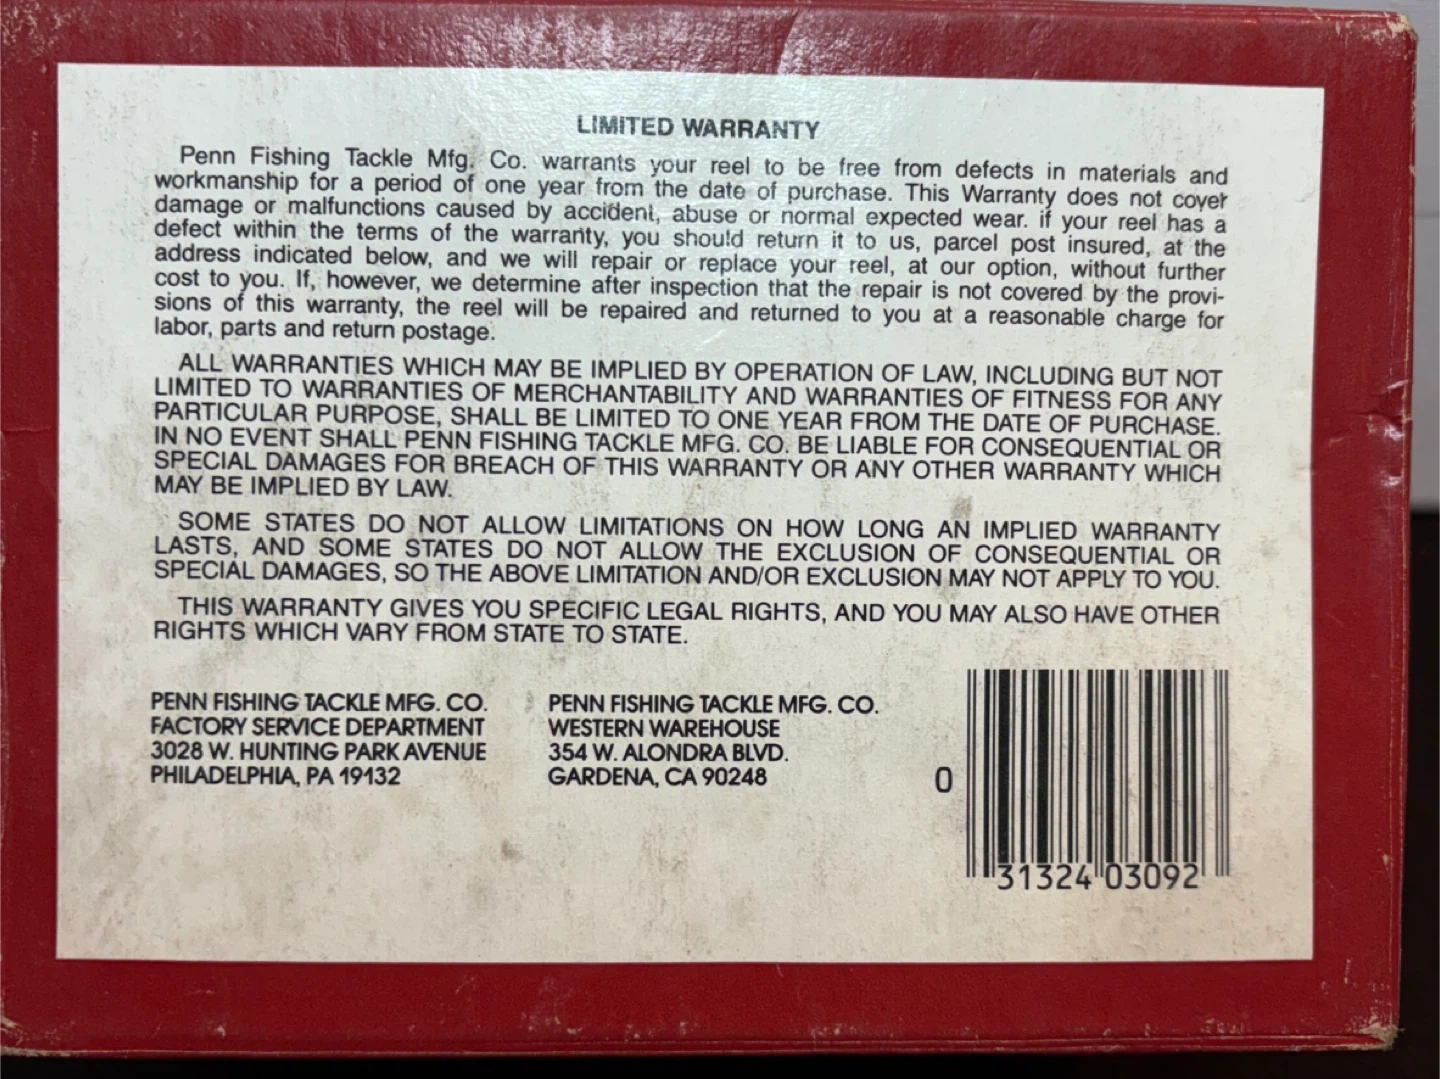 LIMITED WARRANTY
Penn Fishing Tackle Mfg. Co. warrants your reel to be free from defects in materials and
workmanship for a period of one year from the date of purchase. This Warranty does not cover
damage or malfunctions caused by accident, abuse or normal expected wear. if your reel has a
defect within the terms of the warranty, you should return it to us, parcel post insured, at the
address indicated below, and we will repair or replace your reel, at our option, without further
cost to you. If, however, we determine after inspection that the repair is not covered by the provi-
sions of this warranty, the reel will be repaired and returned to you at a reasonable charge for
labor, parts and return postage.
ALL WARRANTIES WHICH MAY BE IMPLIED BY OPERATION OF LAW, INCLUDING BUT NOT
LIMITED TO WARRANTIES OF MERCHANTABILITY AND WARRANTIES OF FITNESS FOR ANY
PARTICULAR PURPOSE, SHALL BE LIMITED TO ONE YEAR FROM THE DATE OF PURCHASE.
IN NO EVENT SHALL PENN FISHING TACKLE MFG. CO. BE LIABLE FOR CONSEQUENTIAL OR
SPECIAL DAMAGES FOR BREACH OF THIS WARRANTY OR ANY OTHER WARRANTY WHICH
MAY BE IMPLIED BY LAW.
SOME STATES DO NOT ALLOW LIMITATIONS ON HOW LONG AN IMPLIED WARRANTY
LASTS, AND SOME STATES DO NOT ALLOW THE EXCLUSION OF CONSEQUENTIAL OR
SPECIAL DAMAGES, SO THE ABOVE LIMITATION AND/OR EXCLUSION MAY NOT APPLY TO YOU.
THIS WARRANTY GIVES YOU SPECIFIC LEGAL RIGHTS, AND YOU MAY ALSO HAVE OTHER
RIGHTS WHICH VARY FROM STATE TO STATE.
PENN FISHING TACKLE MFG. CO.
FACTORY SERVICE DEPARTMENT
3028 W. HUNTING PARK AVENUE
PHILADELPHIA, PA 19132
PENN FISHING TACKLE MFG. CO.
WESTERN WAREHOUSE
354 W. ALONDRA BLVD.
GARDENA, CA 90248
0 31324 03092